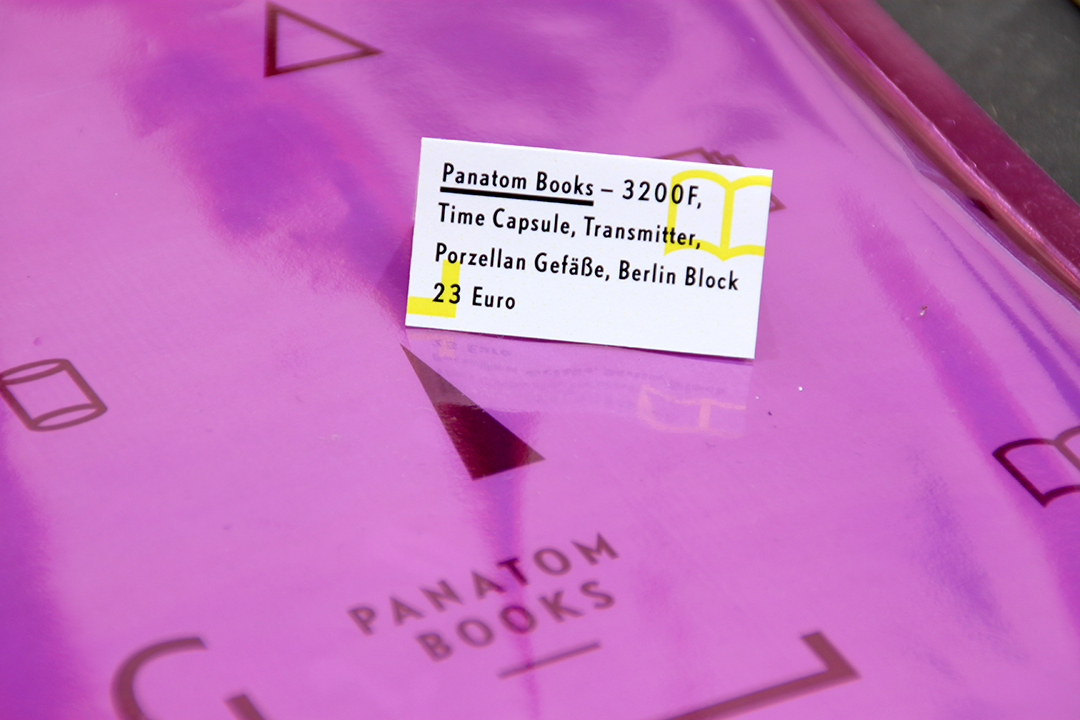 Panatom Books – 3200F,
Time Capsule, Transmitter,
Porzellan Gefäße, Berlin Block
23 Euro
PANATOM
BOOKS